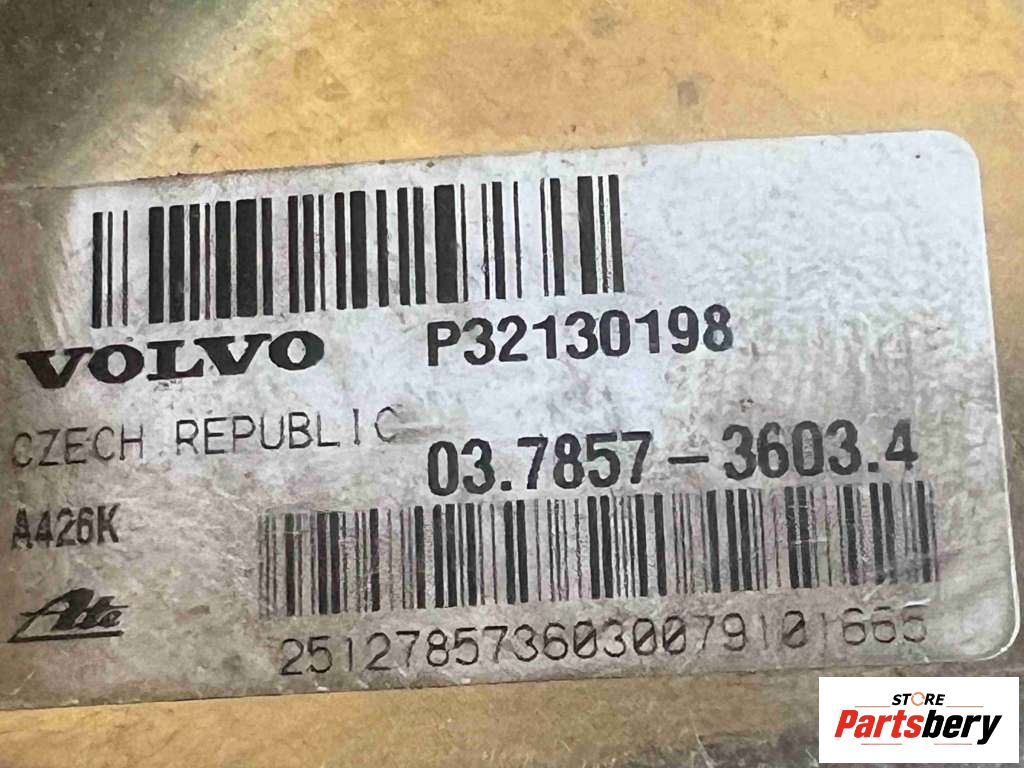 VOLVO P32130198
CZECH REPUBLIC 03.7857-3603.4
A426K
Ate
2512785736030079101665
STORE
Partsbery